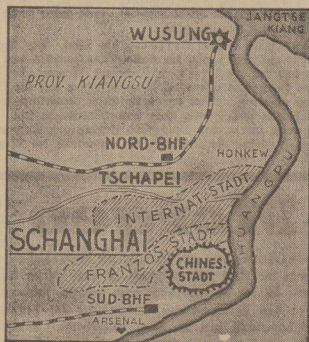 JANGTSE
KIANG
WUSUNG
PROV. KIANGSU
NORD-BHF
HONKEW
TSCHAPEI
INTERNAT. STADT
HUANGPU
SCHANGHAI
FRANZOS. STADT
CHINES.
STADT
SÜD-BHF
ARSENAL